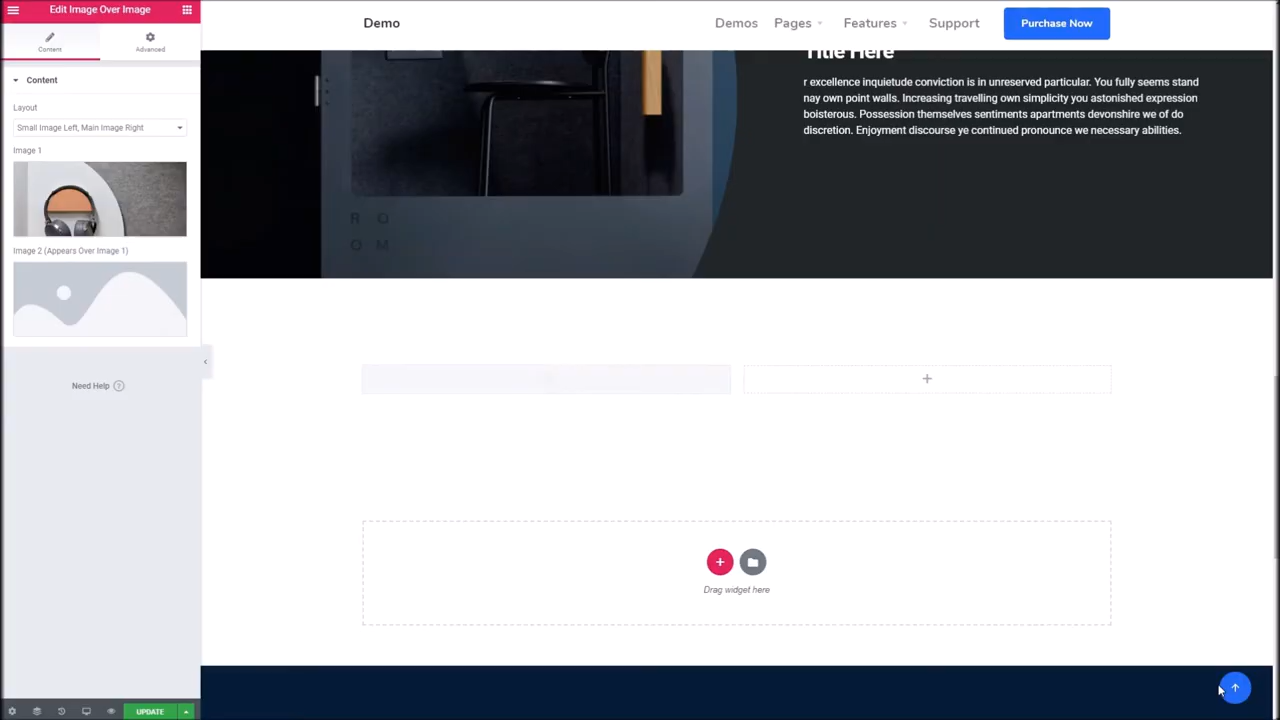 Edit Image Over Image
Content
Advanced
Content
Layout
Small Image Left, Main Image Right
Image 1
Image 2 (Appears Over Image 1)
Need Help ?
UPDATE
Demo
Demos
Pages
Features
Support
Purchase Now
Title Here
r excellence inquietude conviction is in unreserved particular. You fully seems stand
nay own point walls. Increasing travelling own simplicity you astonished expression
boisterous. Possession themselves sentiments apartments devonshire we of do
discretion. Enjoyment discourse ye continued pronounce we necessary abilities.
R O
O M
Drag widget here